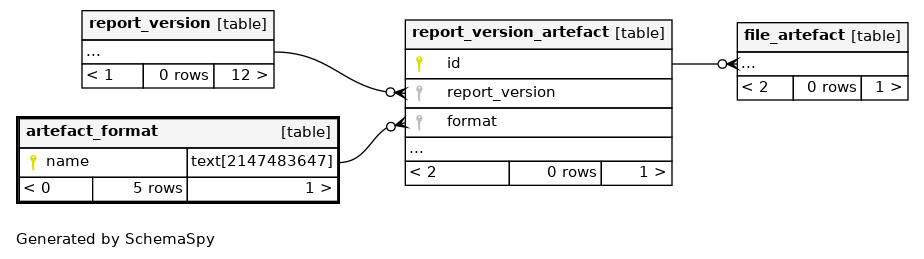 report_version [table]
...
< 1 0 rows 12 >
artefact_format [table]
name text[2147483647]
< 0 5 rows 1 >
report_version_artefact [table]
id
report_version
format
...
< 2 0 rows 1 >
file_artefact [table]
...
< 2 0 rows 1 >
Generated by SchemaSpy